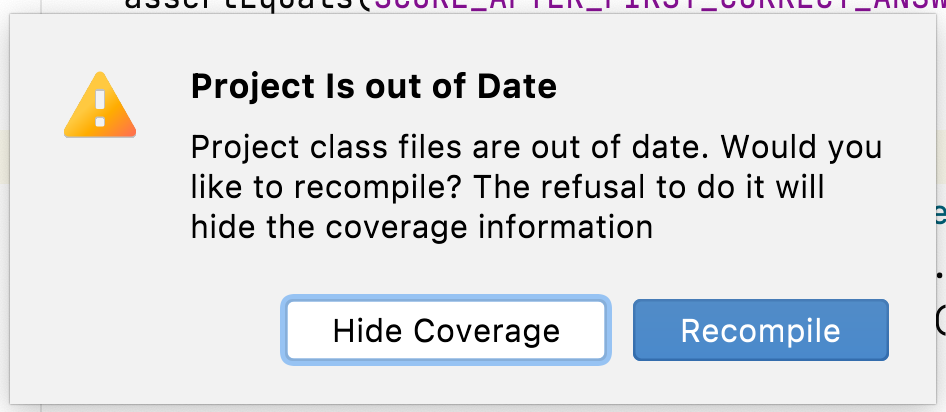 assertEquals(SCORE_AFTER_FIRST_CORRECT_ANSW
Project Is out of Date
Project class files are out of date. Would you
like to recompile? The refusal to do it will
hide the coverage information
Hide Coverage
Recompile